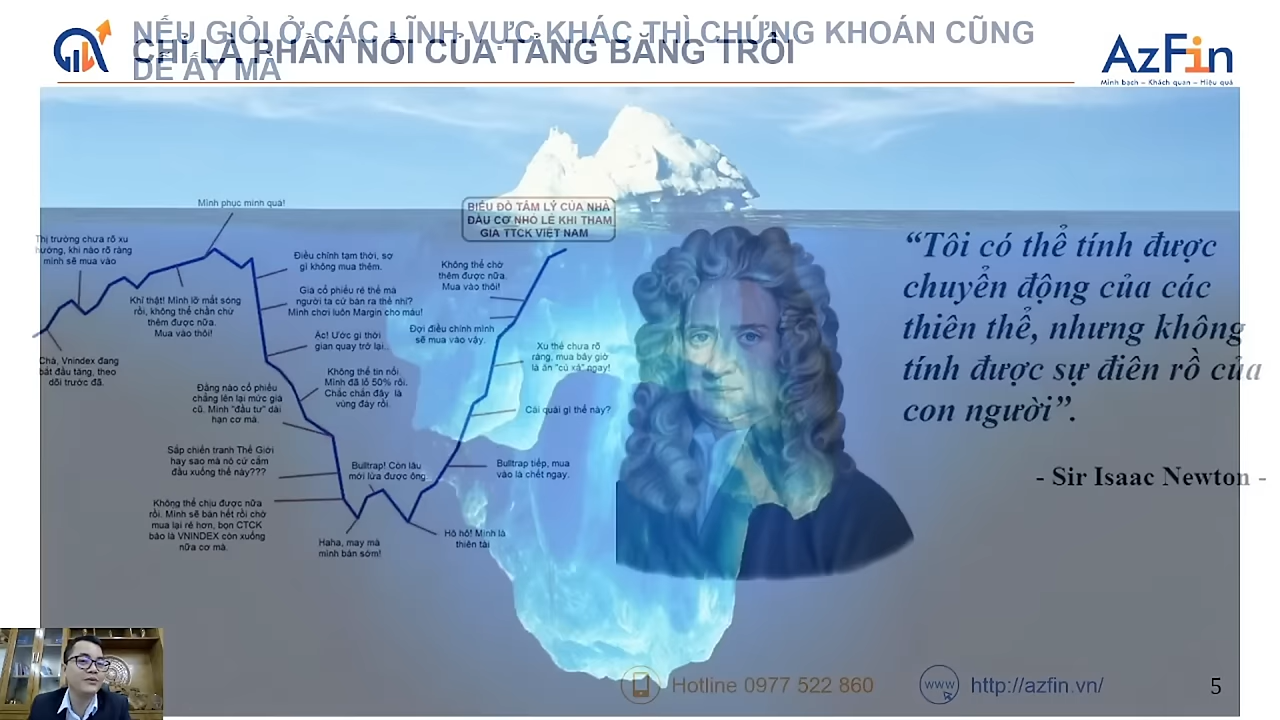 NẾU GIỎI Ở CÁC LĨNH VỰC KHÁC THÌ CHỨNG KHOÁN CŨNG
DỄ ẤY MÀ
CHỈ LÀ PHẦN NỔI CỦA TẢNG BĂNG TRÔI
AzFin
Minh bạch – Khách quan – Hiệu quả
Mình phục mình quá!
BIỂU ĐỒ TÂM LÝ CỦA NHÀ
ĐẦU CƠ NHỎ LẺ KHI THAM
GIA TTCK VIỆT NAM
Thị trường chưa rõ xu
hướng, khi nào rõ ràng
mình sẽ mua vào
Khỉ thật! Mình lỡ mất sóng
rồi, không thể chần chừ
thêm được nữa.
Mua vào thôi!
Chà, Vnindex đang
bắt đầu tăng, theo
dõi trước đã.
Điều chỉnh tạm thời, sợ
gì không mua thêm.
Giá cổ phiếu rẻ thế mà
người ta cứ bán ra thế nhỉ?
Mình chơi luôn Margin cho máu!
Ặc! Ước gì thời
gian quay trở lại...
Không thể tin nổi.
Mình đã lỗ 50% rồi.
Chắc chắn đây là
vùng đáy rồi.
Đằng nào cổ phiếu
chẳng lên lại mức giá
cũ. Mình "đầu tư" dài
hạn cơ mà.
Sắp chiến tranh Thế Giới
hay sao mà nó cứ cắm
đầu xuống thế này???
Không thể chịu được nữa
rồi. Mình sẽ bán hết rồi chờ
mua lại rẻ hơn, bọn CTCK
bảo là VNINDEX còn xuống
nữa cơ mà.
Bulltrap! Còn lâu
mới lừa được ông.
Haha, may mà
mình bán sớm!
Hô hô! Mình là
thiên tài
Bulltrap tiếp, mua
vào là chết ngay.
Cái quái gì thế này?
Xu thế chưa rõ
ràng, mua bây giờ
là ăn "củ xả" ngay!
Đợi điều chỉnh mình
sẽ mua vào vậy.
Không thể chờ
thêm được nữa.
Mua vào thôi!
“Tôi có thể tính được
chuyển động của các
thiên thể, nhưng không
tính được sự điên rồ của
con người”.
- Sir Isaac Newton -
Hotline 0977 522 860
www
http://azfin.vn/
5